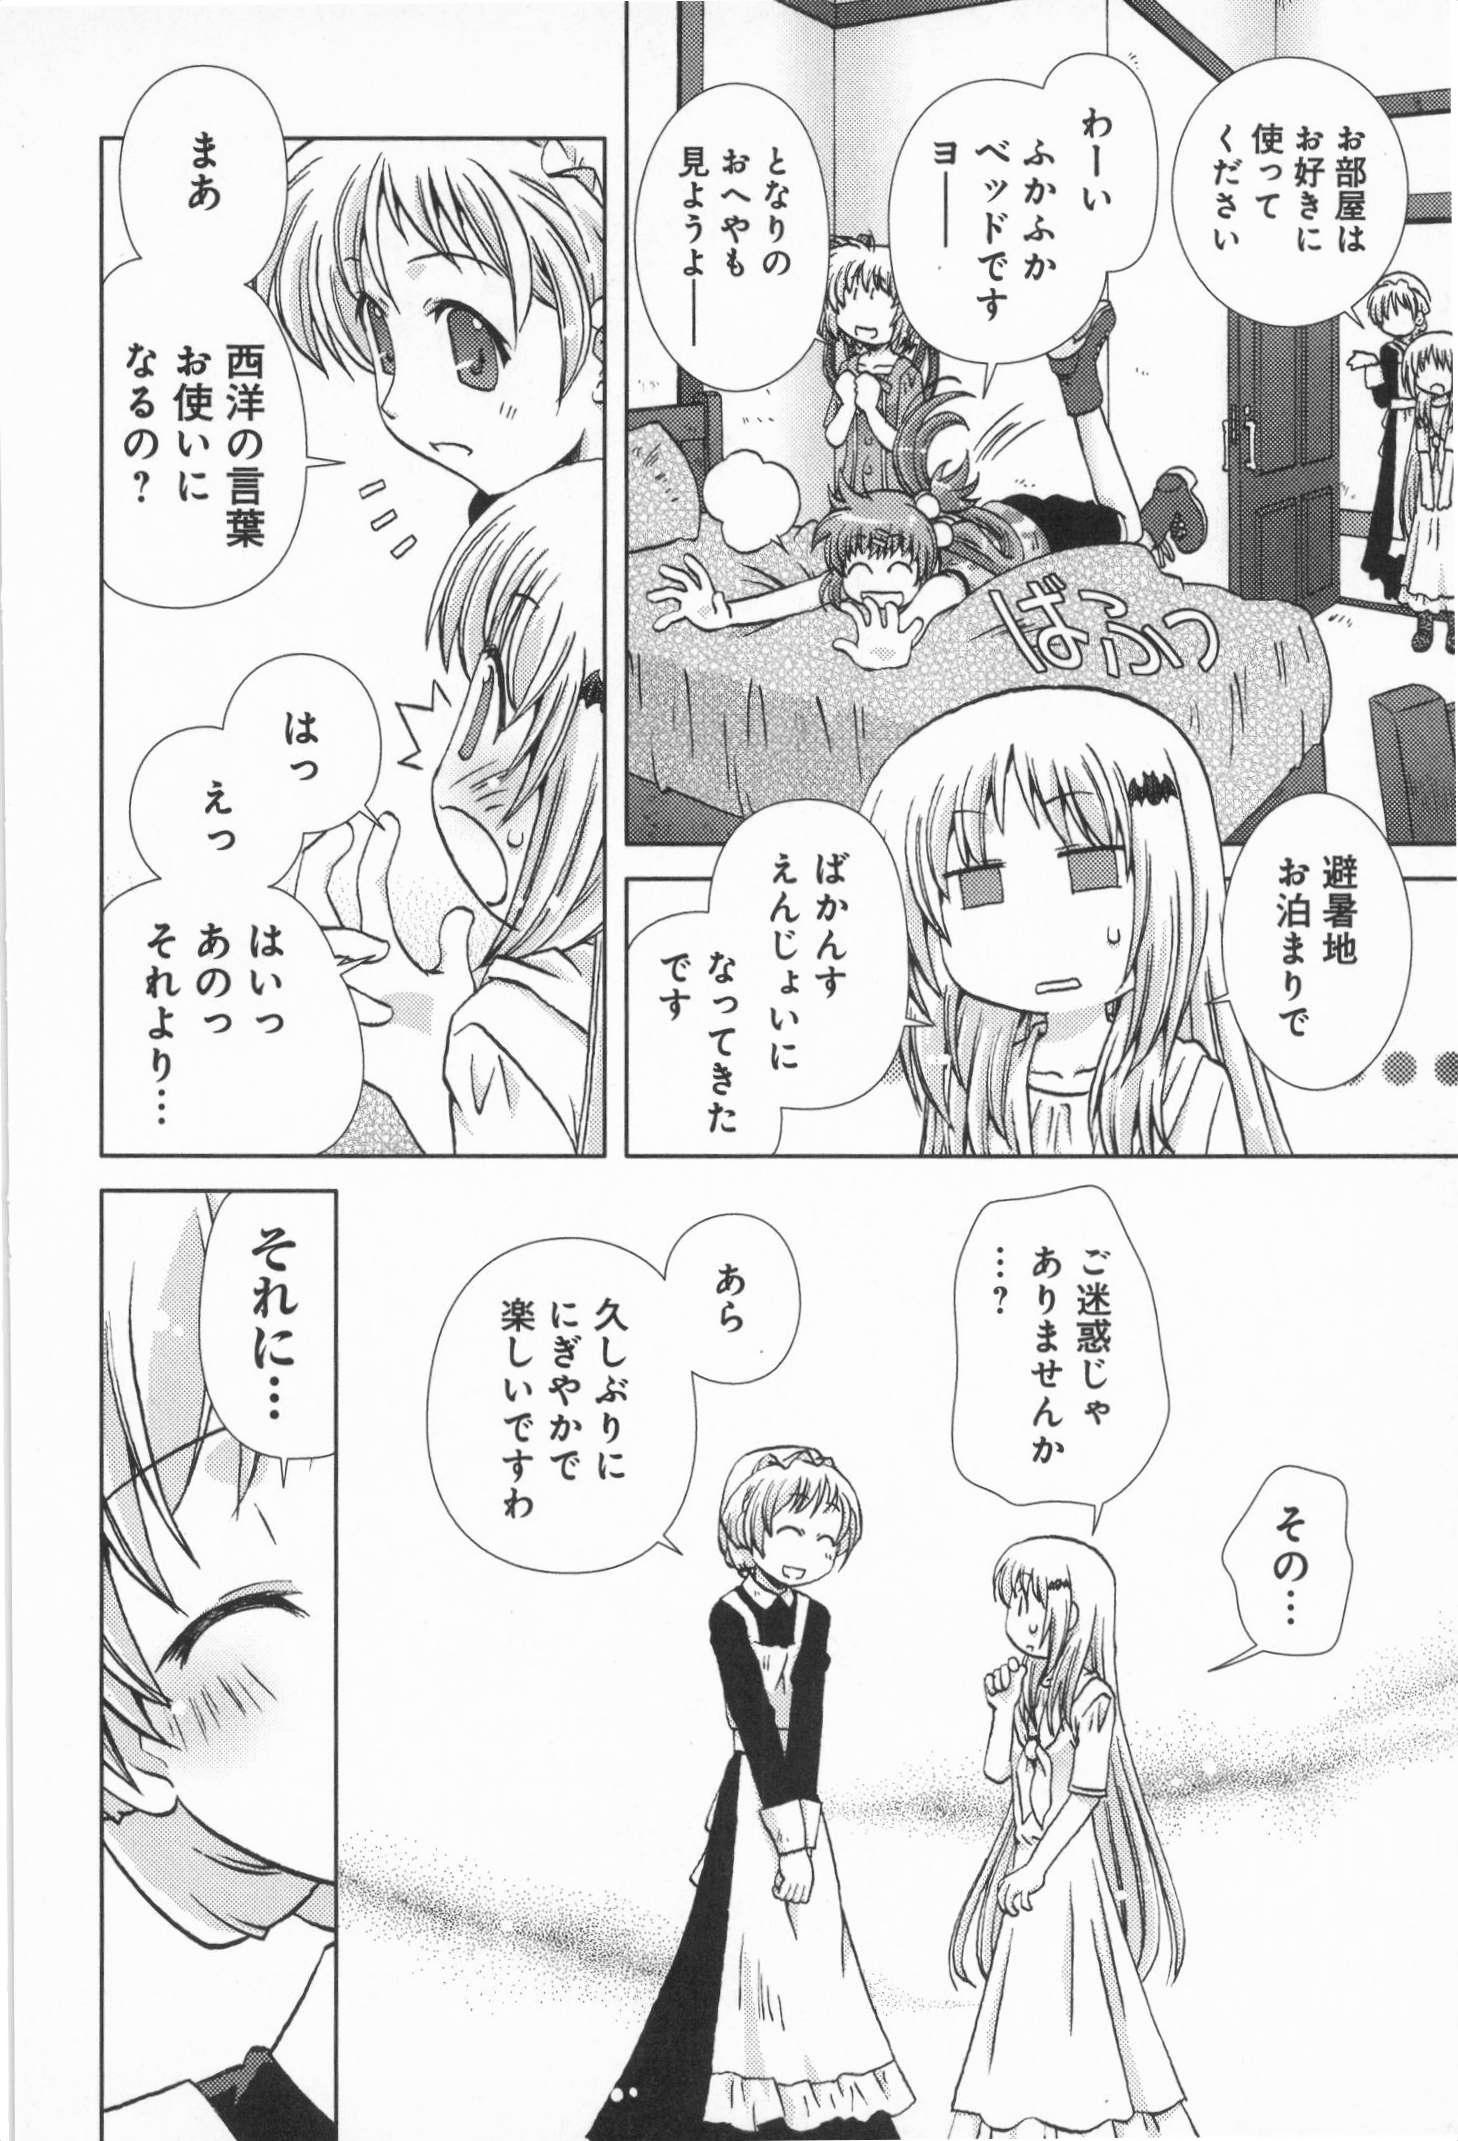 お部屋は
お好きに
使って
ください
わーい
ふかふか
ベッドです
ヨ――
となりの
おへやも
見ようよ――
ばふっ
避暑地
お泊まりで
ばかんす
えんじょいに
なってきた
です
まあ
西洋の言葉
お使いに
なるの?
はっ
えっ
はいっ
あのっ
それより…
その…
ご迷惑じゃ
ありませんか
…?
あら
久しぶりに
にぎやかで
楽しいですわ
それに…